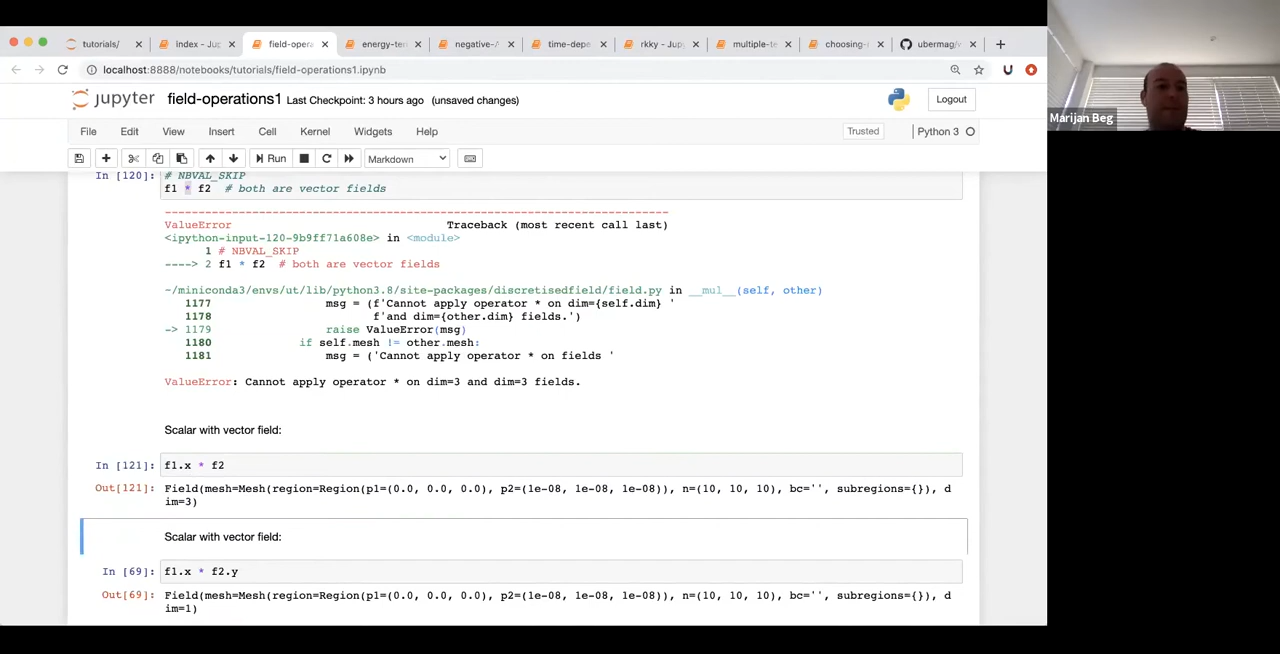 tutorials/ index - Jup field-opera energy-ter negative-/ time-depe rkky - Jup multiple-te choosing- ubermag/
localhost:8888/notebooks/tutorials/field-operations1.ipynb
jupyter field-operations1 Last Checkpoint: 3 hours ago (unsaved changes) Logout
Marijan Beg
File Edit View Insert Cell Kernel Widgets Help Trusted Python 3
Run Markdown
In [120]: # NBVAL_SKIP
f1 * f2 # both are vector fields
---------------------------------------------------------------------------
ValueError Traceback (most recent call last)
<ipython-input-120-9b9ff71a608e> in <module>
1 # NBVAL_SKIP
----> 2 f1 * f2 # both are vector fields
~/miniconda3/envs/ut/lib/python3.8/site-packages/discretisedfield/field.py in __mul__(self, other)
1177 msg = (f'Cannot apply operator * on dim={self.dim} '
1178 f'and dim={other.dim} fields.')
-> 1179 raise ValueError(msg)
1180 if self.mesh != other.mesh:
1181 msg = ('Cannot apply operator * on fields '
ValueError: Cannot apply operator * on dim=3 and dim=3 fields.
Scalar with vector field:
In [121]: f1.x * f2
Out[121]: Field(mesh=Mesh(region=Region(p1=(0.0, 0.0, 0.0), p2=(1e-08, 1e-08, 1e-08)), n=(10, 10, 10), bc='', subregions={}), d
im=3)
Scalar with vector field:
In [69]: f1.x * f2.y
Out[69]: Field(mesh=Mesh(region=Region(p1=(0.0, 0.0, 0.0), p2=(1e-08, 1e-08, 1e-08)), n=(10, 10, 10), bc='', subregions={}), d
im=1)